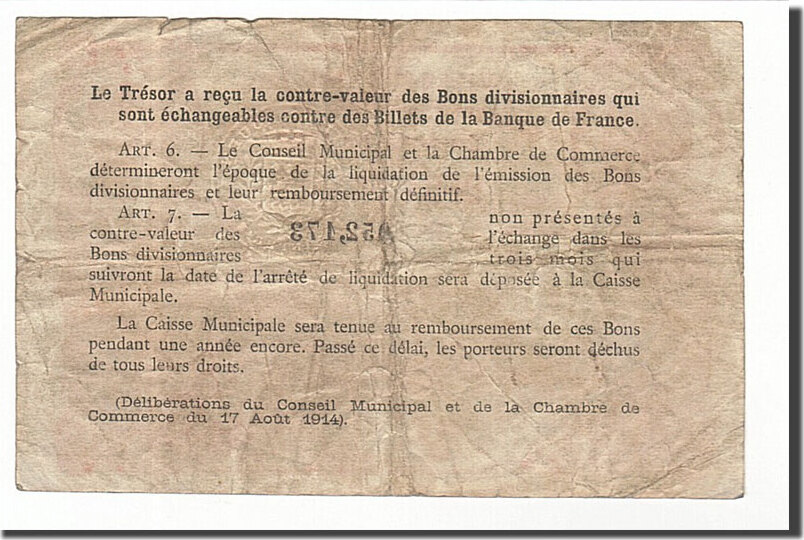 Le Trésor a reçu la contre-valeur des Bons divisionnaires qui
sont échangeables contre des Billets de la Banque de France.
ART. 6. — Le Conseil Municipal et la Chambre de Commerce
détermineront l'époque de la liquidation de l'émission des Bons
divisionnaires et leur remboursement définitif.
ART. 7. — La
contre-valeur des
Bons divisionnaires
A52,173
non présentés à
l'échange dans les
trois mois qui
suivront la date de l'arrêté de liquidation sera déposée à la Caisse
Municipale.
La Caisse Municipale sera tenue au remboursement de ces Bons
pendant une année encore. Passé ce délai, les porteurs seront déchus
de tous leurs droits.
(Délibérations du Conseil Municipal et de la Chambre de
Commerce du 17 Août 1914).